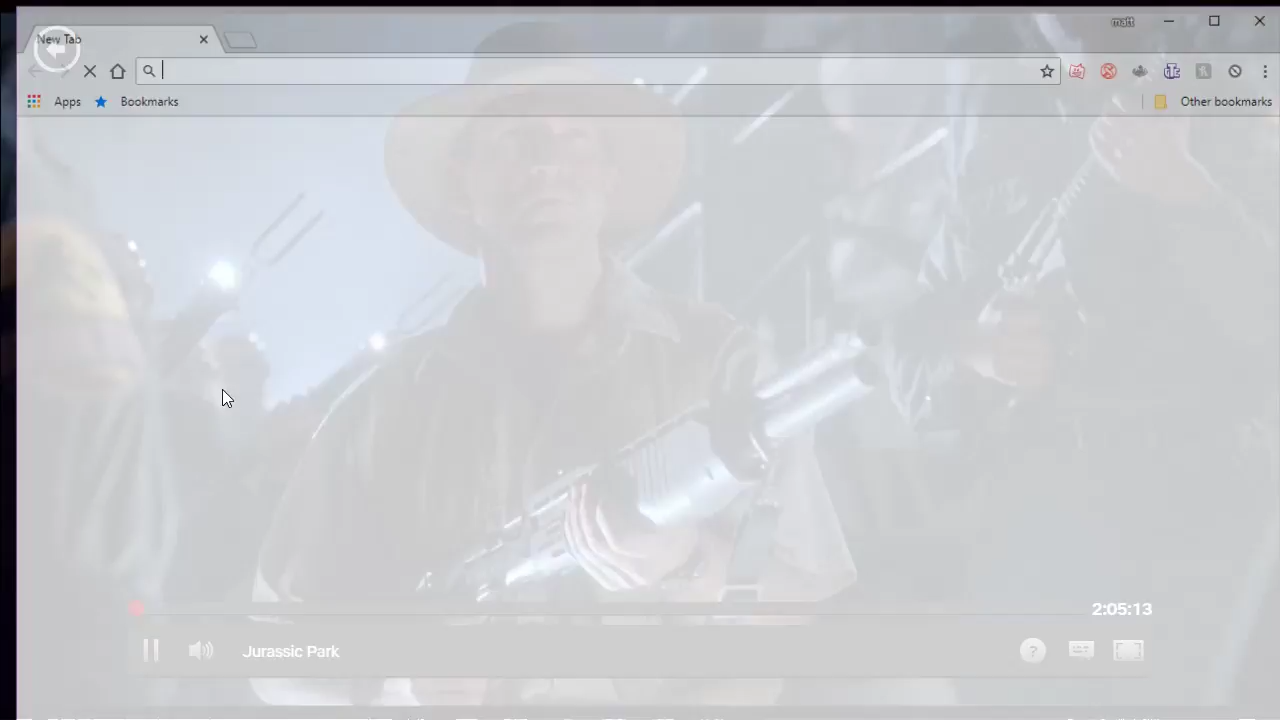 matt
New Tab
Apps
Bookmarks
Other bookmarks
2:05:13
Jurassic Park
?